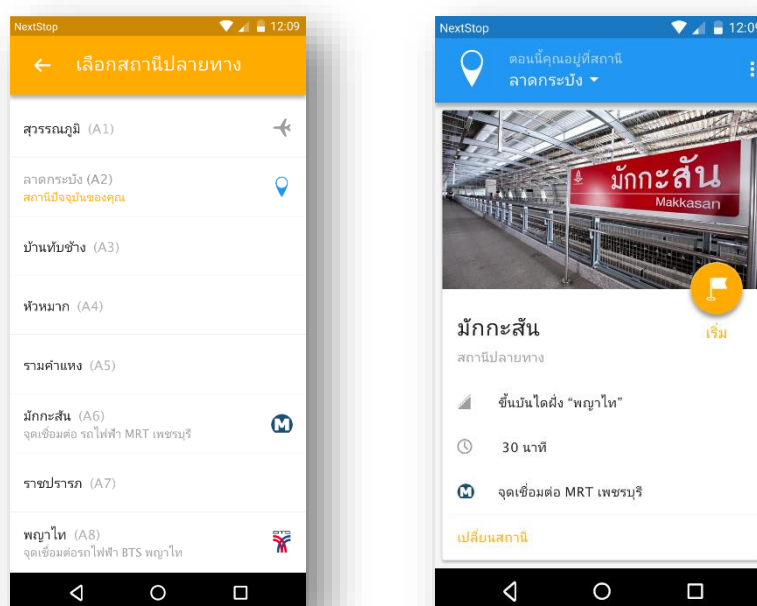 NextStop
12:09
เลือกสถานีปลายทาง
สุวรรณภูมิ (A1)
ลาดกระบัง (A2)
สถานีปัจจุบันของคุณ
บ้านทับช้าง (A3)
หัวหมาก (A4)
รามคำแหง (A5)
มักกะสัน (A6)
จุดเชื่อมต่อ รถไฟฟ้า MRT เพชรบุรี
ราชปรารภ (A7)
พญาไท (A8)
จุดเชื่อมต่อรถไฟฟ้า BTS พญาไท
BTS
NextStop
12:09
ตอนนี้คุณอยู่ที่สถานี
ลาดกระบัง
มักกะสัน
Makkasan
มักกะสัน
เริ่ม
สถานีปลายทาง
ขึ้นบันไดฝั่ง “พญาไท”
30 นาที
จุดเชื่อมต่อ MRT เพชรบุรี
เปลี่ยนสถานี